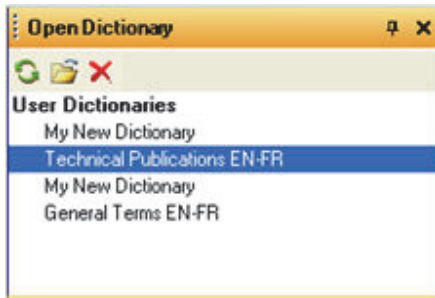 Open Dictionary
User Dictionaries
My New Dictionary
Technical Publications EN-FR
My New Dictionary
General Terms EN-FR